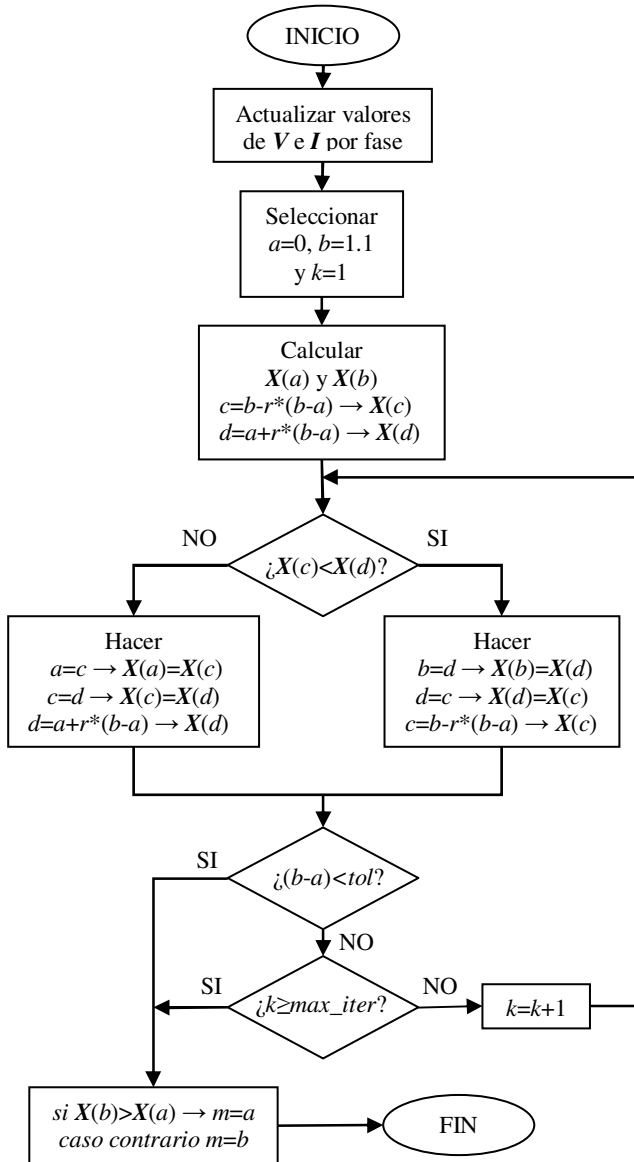 INICIO
Actualizar valores
de V e I por fase
Seleccionar
a=0, b=1.1
y k=1
Calcular
X(a) y X(b)
c=b-r*(b-a) → X(c)
d=a+r*(b-a) → X(d)
NO
SI
¿X(c)<X(d)?
Hacer
a=c → X(a)=X(c)
c=d → X(c)=X(d)
d=a+r*(b-a) → X(d)
Hacer
b=d → X(b)=X(d)
d=c → X(d)=X(c)
c=b-r*(b-a) → X(c)
SI
¿(b-a)<tol?
NO
SI
¿k≥max_iter?
NO
k=k+1
si X(b)>X(a) → m=a
caso contrario m=b
FIN